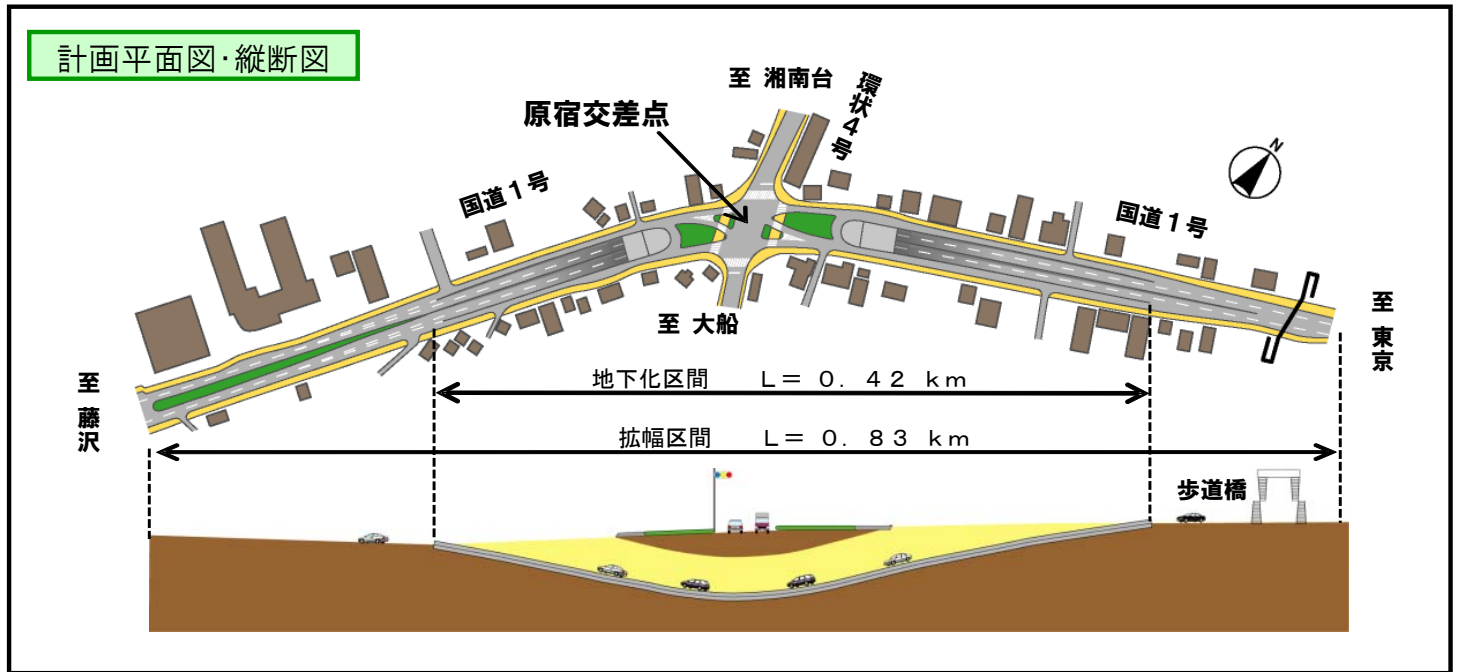 計画平面図・縦断図
至 湘南台
環状4号
原宿交差点
N
国道1号
国道1号
至 大船
至 東京
至 藤沢
地下化区間 L= 0. 42 km
拡幅区間 L= 0. 83 km
歩道橋